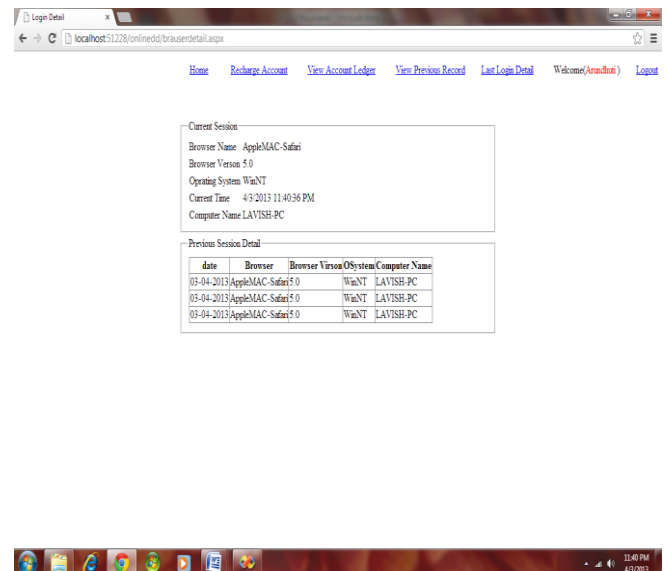 Login Detail
localhost:51228/onlinedd/brauserdetail.aspx
Home Recharge Account View Account Ledger View Previous Record Last Login Detail Welcome(Arundhuti ) Logout
Current Session
Browser Name AppleMAC-Safari
Browser Verson 5.0
Oprating System WinNT
Current Time 4/3/2013 11:40:36 PM
Computer Name LAVISH-PC
Previous Session Detail
date Browser Browser Virson OSystem Computer Name
03-04-2013 AppleMAC-Safari 5.0 WinNT LAVISH-PC
03-04-2013 AppleMAC-Safari 5.0 WinNT LAVISH-PC
03-04-2013 AppleMAC-Safari 5.0 WinNT LAVISH-PC
11:40 PM
4/3/2013